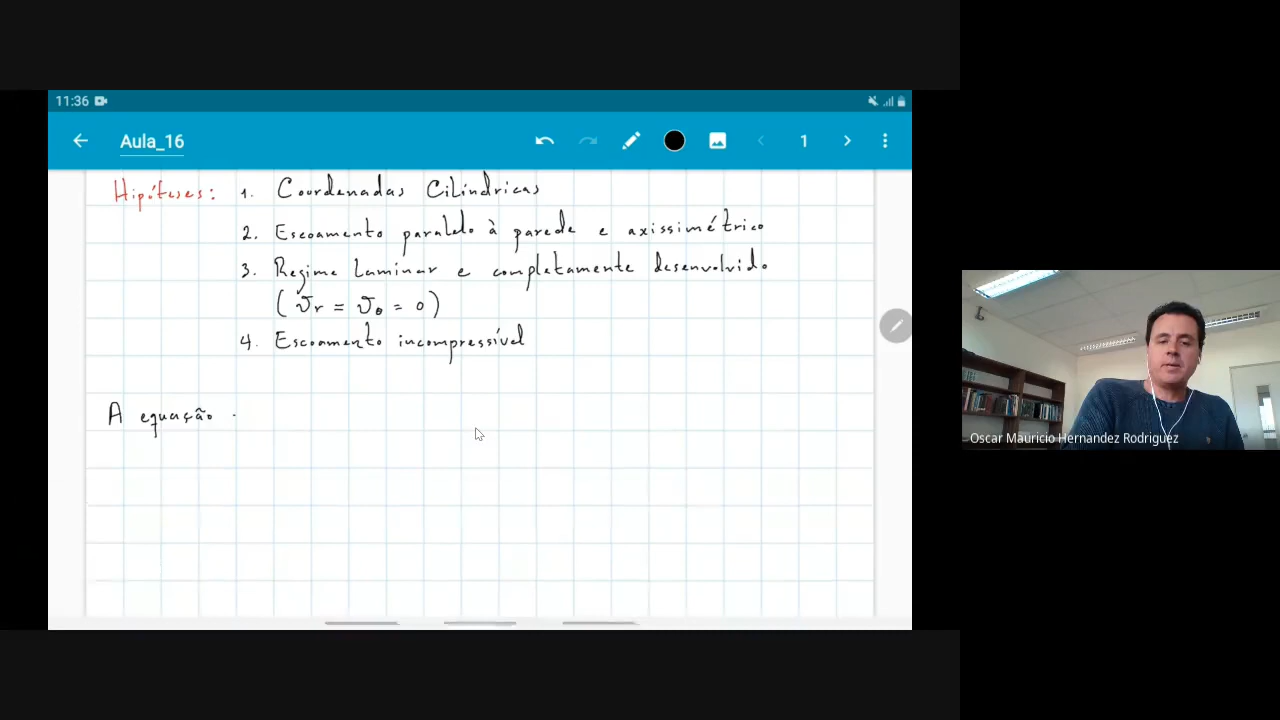 11:36
Aula_16
1
Hipóteses: 1. Coordenadas Cilíndricas
2. Escoamento paralelo à parede e axissimétrico
3. Regime Laminar e completamente desenvolvido
(vr = vθ = 0)
4. Escoamento incompressível
A equação
Oscar Mauricio Hernandez Rodriguez